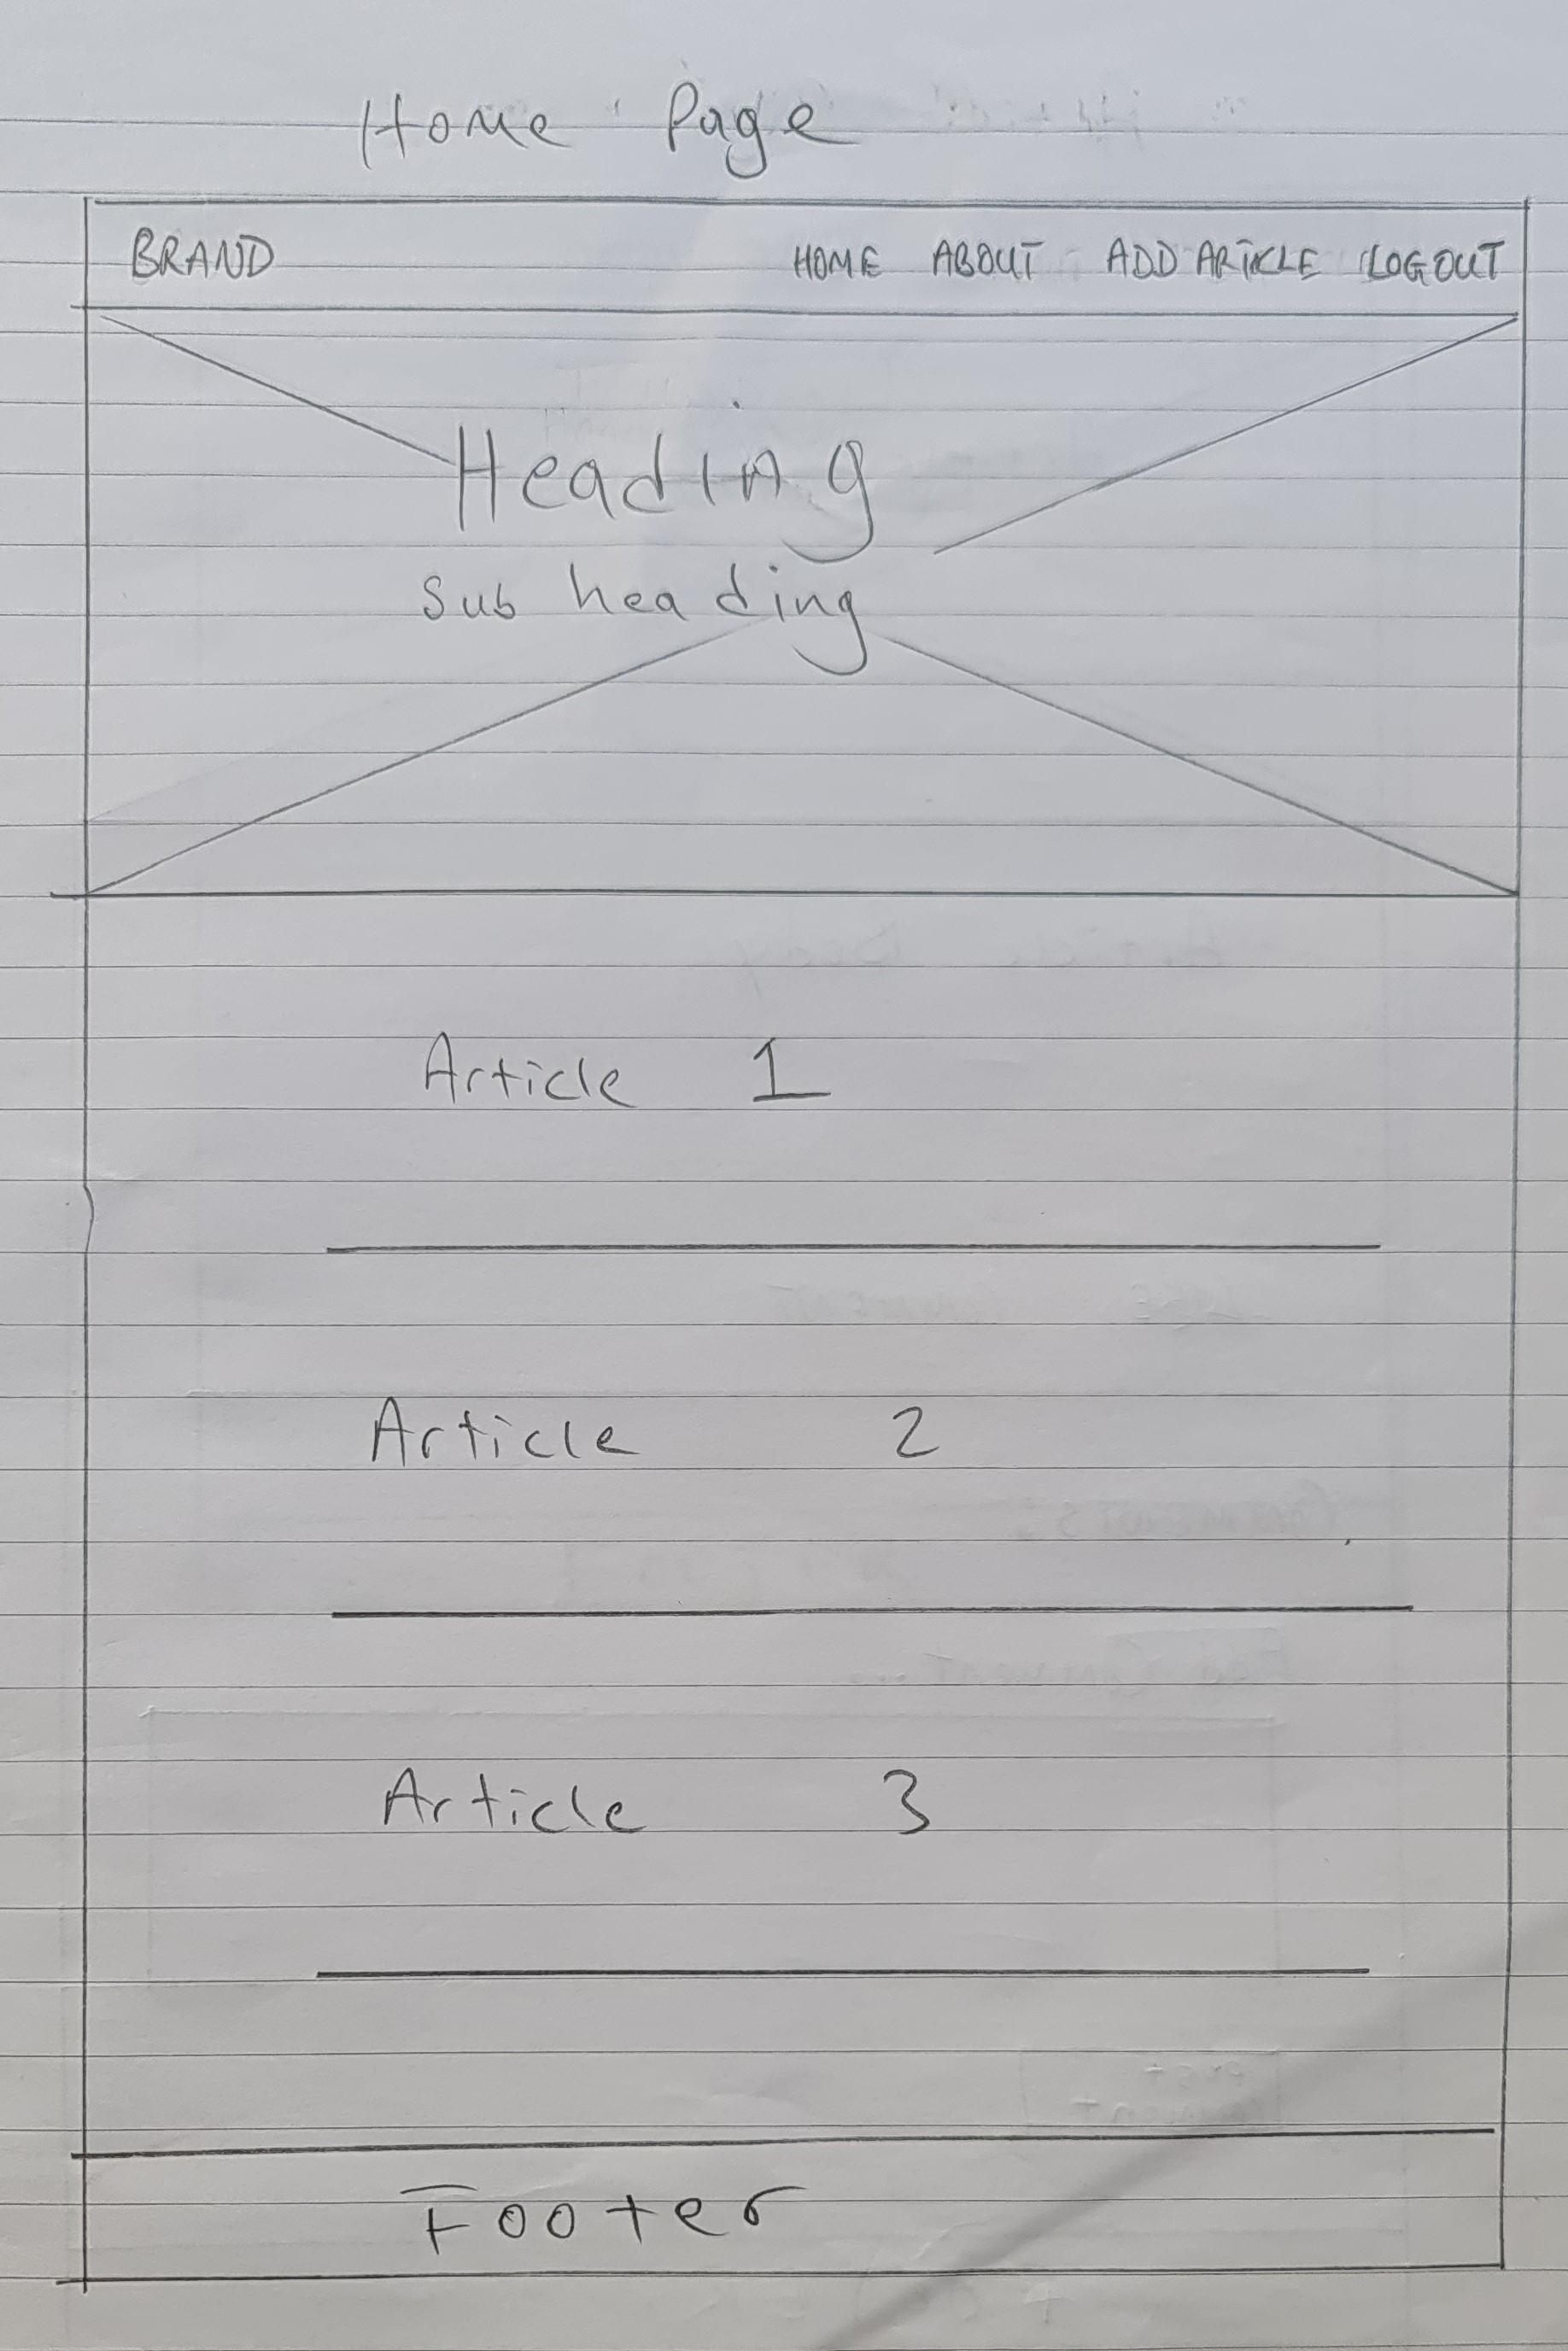 Home Page
BRAND HOME ABOUT ADD ARTICLE LOGOUT
Heading
Sub heading
Article 1
Article 2
Article 3
Footer